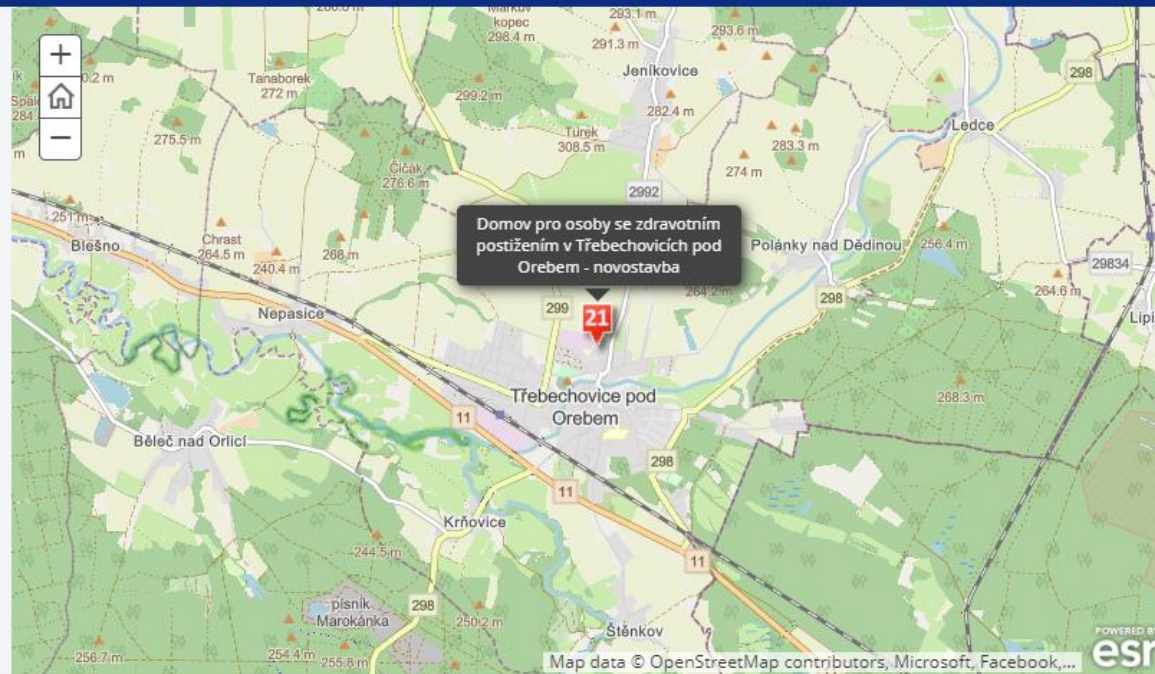 Markův
kopec
298.4 m
293.1 m
291.3 m
293.6 m
Jeníkovice
298
Tanaborek
272 m
299.2 m
282.4 m
Ledce
275.5 m
Turek
308.5 m
283.3 m
Číčák
276.6 m
274 m
2992
251 m
Blešno
Chrast
264.5 m
240.4 m
268 m
Domov pro osoby se zdravotním
postižením v Třebechovicích pod
Orebem - novostavba
Polánky nad Dědinou
256.4 m
29834
264.2 m
264.6 m
298
Nepasice
299
21
Třebechovice pod
Orebem
268.3 m
11
Běleč nad Orlicí
298
11
Krňovice
244.5 m
11
písník
Marokánka
298
250.2 m
Štěnkov
256.7 m
254.4 m
255.8 m
Map data © OpenStreetMap contributors, Microsoft, Facebook,...
POWERED BY